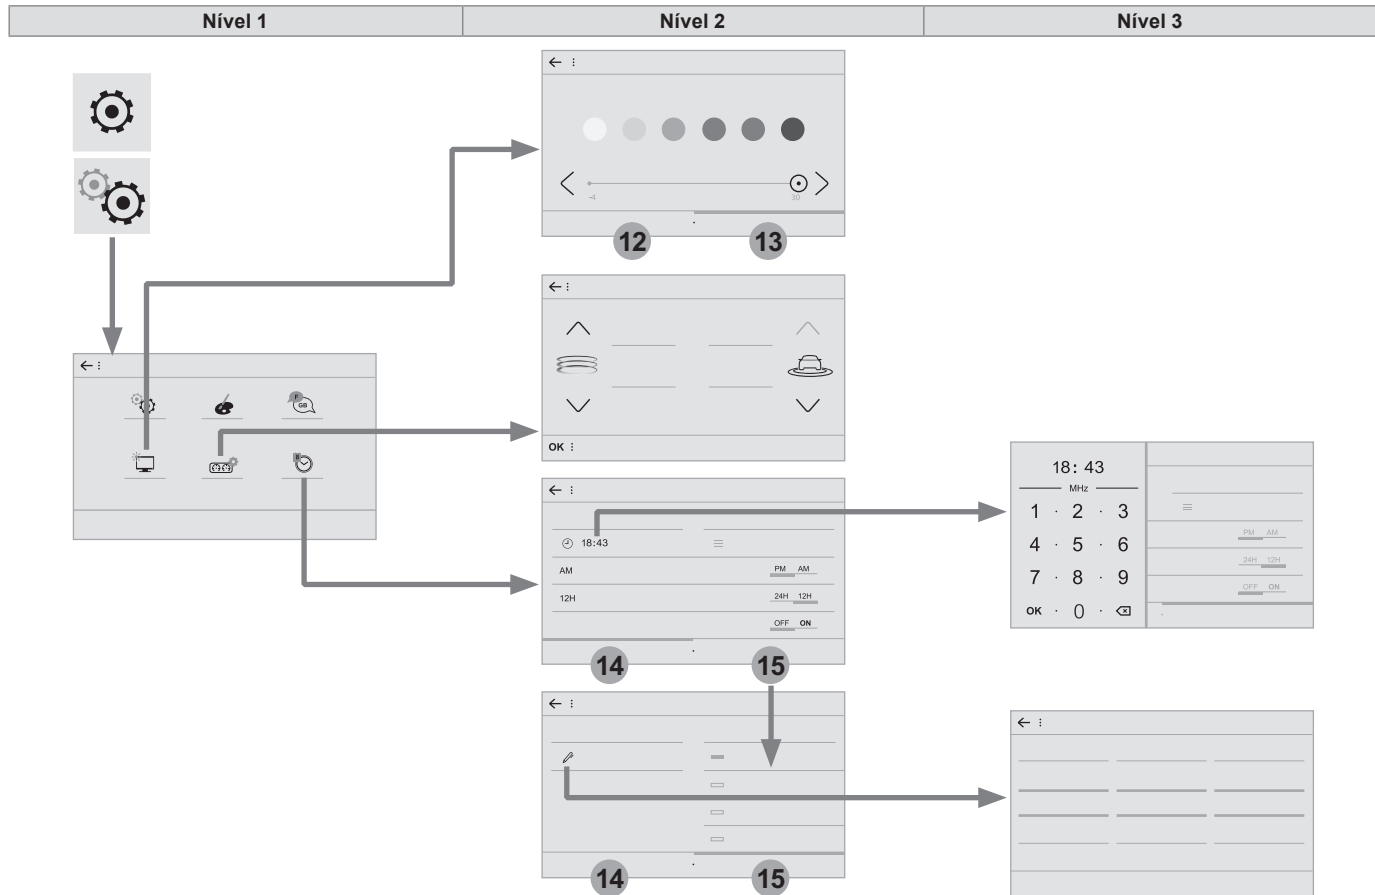 Nível 1
Nível 2
Nível 3
-4
30
12
13
F
GB
8
OK
18:43
AM
PM AM
12H
24H 12H
OFF ON
14
15
14
15
18: 43
MHz
1 · 2 · 3
4 · 5 · 6
7 · 8 · 9
OK · 0 ·
PM AM
24H 12H
OFF ON